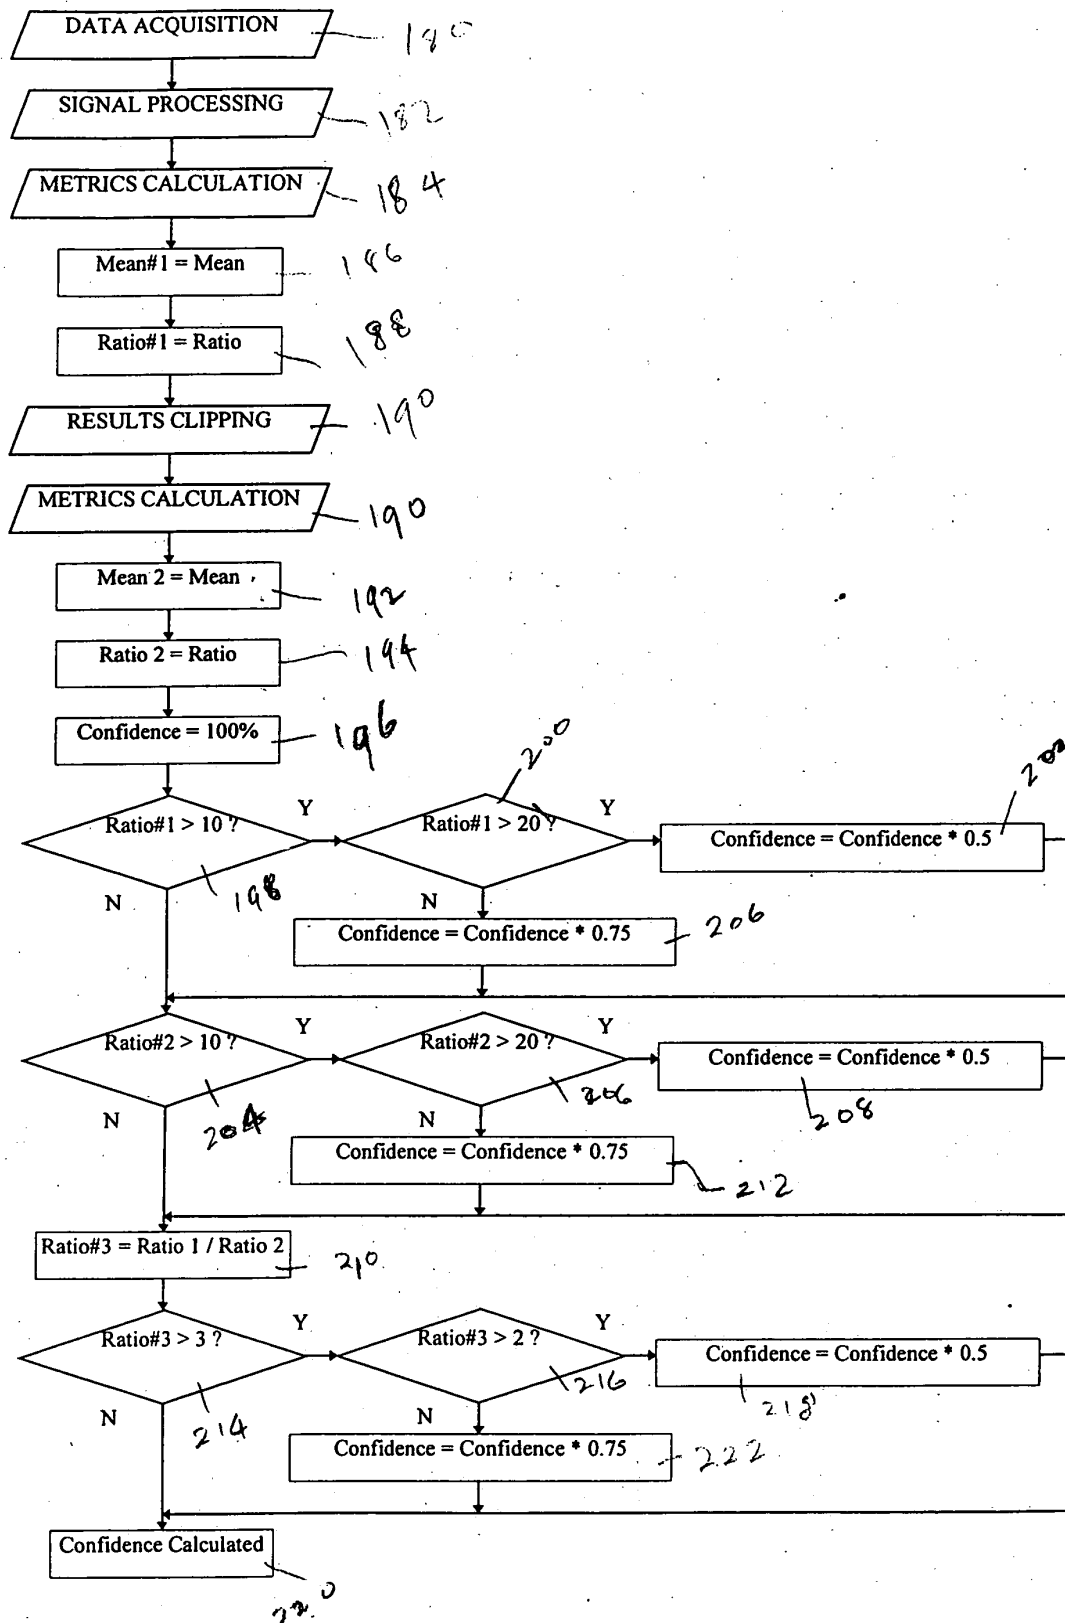 DATA ACQUISITION 180
SIGNAL PROCESSING 182
METRICS CALCULATION 184
Mean#1 = Mean 186
Ratio#1 = Ratio 188
RESULTS CLIPPING 190
METRICS CALCULATION 190
Mean 2 = Mean 192
Ratio 2 = Ratio 194
Confidence = 100% 196
200
Ratio#1 > 10 ? Y Ratio#1 > 20 ? Y Confidence = Confidence * 0.5
198
N N
Confidence = Confidence * 0.75 206
Ratio#2 > 10 ? Y Ratio#2 > 20 ? Y Confidence = Confidence * 0.5
204 206 208
N N
Confidence = Confidence * 0.75 212
Ratio#3 = Ratio 1 / Ratio 2 210
Ratio#3 > 3 ? Y Ratio#3 > 2 ? Y Confidence = Confidence * 0.5
214 216 218
N N
Confidence = Confidence * 0.75 222
Confidence Calculated
220